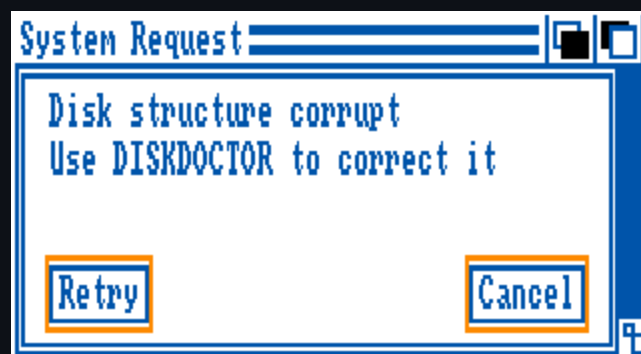 System Request
Disk structure corrupt
Use DISKDOCTOR to correct it
Retry
Cancel